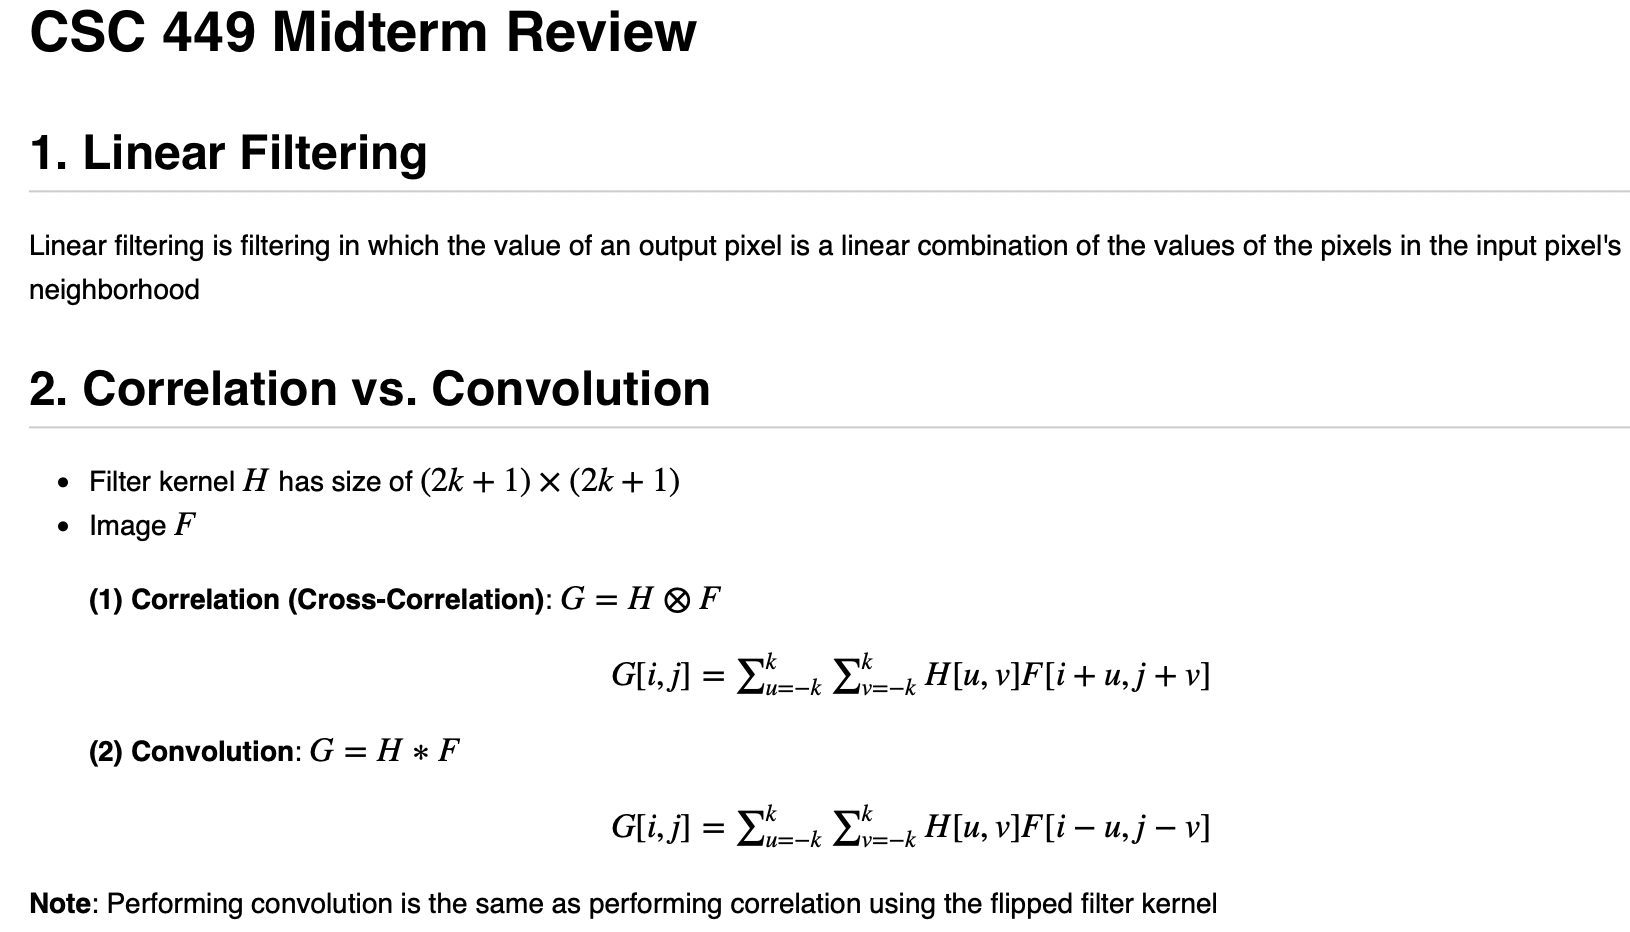 CSC 449 Midterm Review
1. Linear Filtering
Linear filtering is filtering in which the value of an output pixel is a linear combination of the values of the pixels in the input pixel's
neighborhood
2. Correlation vs. Convolution
• Filter kernel H has size of (2k + 1) × (2k + 1)
• Image F
(1) Correlation (Cross-Correlation): G = H ⊗ F
G[i, j] = ∑_{u=−k}^{k} ∑_{v=−k}^{k} H[u, v]F[i + u, j + v]
(2) Convolution: G = H ∗ F
G[i, j] = ∑_{u=−k}^{k} ∑_{v=−k}^{k} H[u, v]F[i − u, j − v]
Note: Performing convolution is the same as performing correlation using the flipped filter kernel